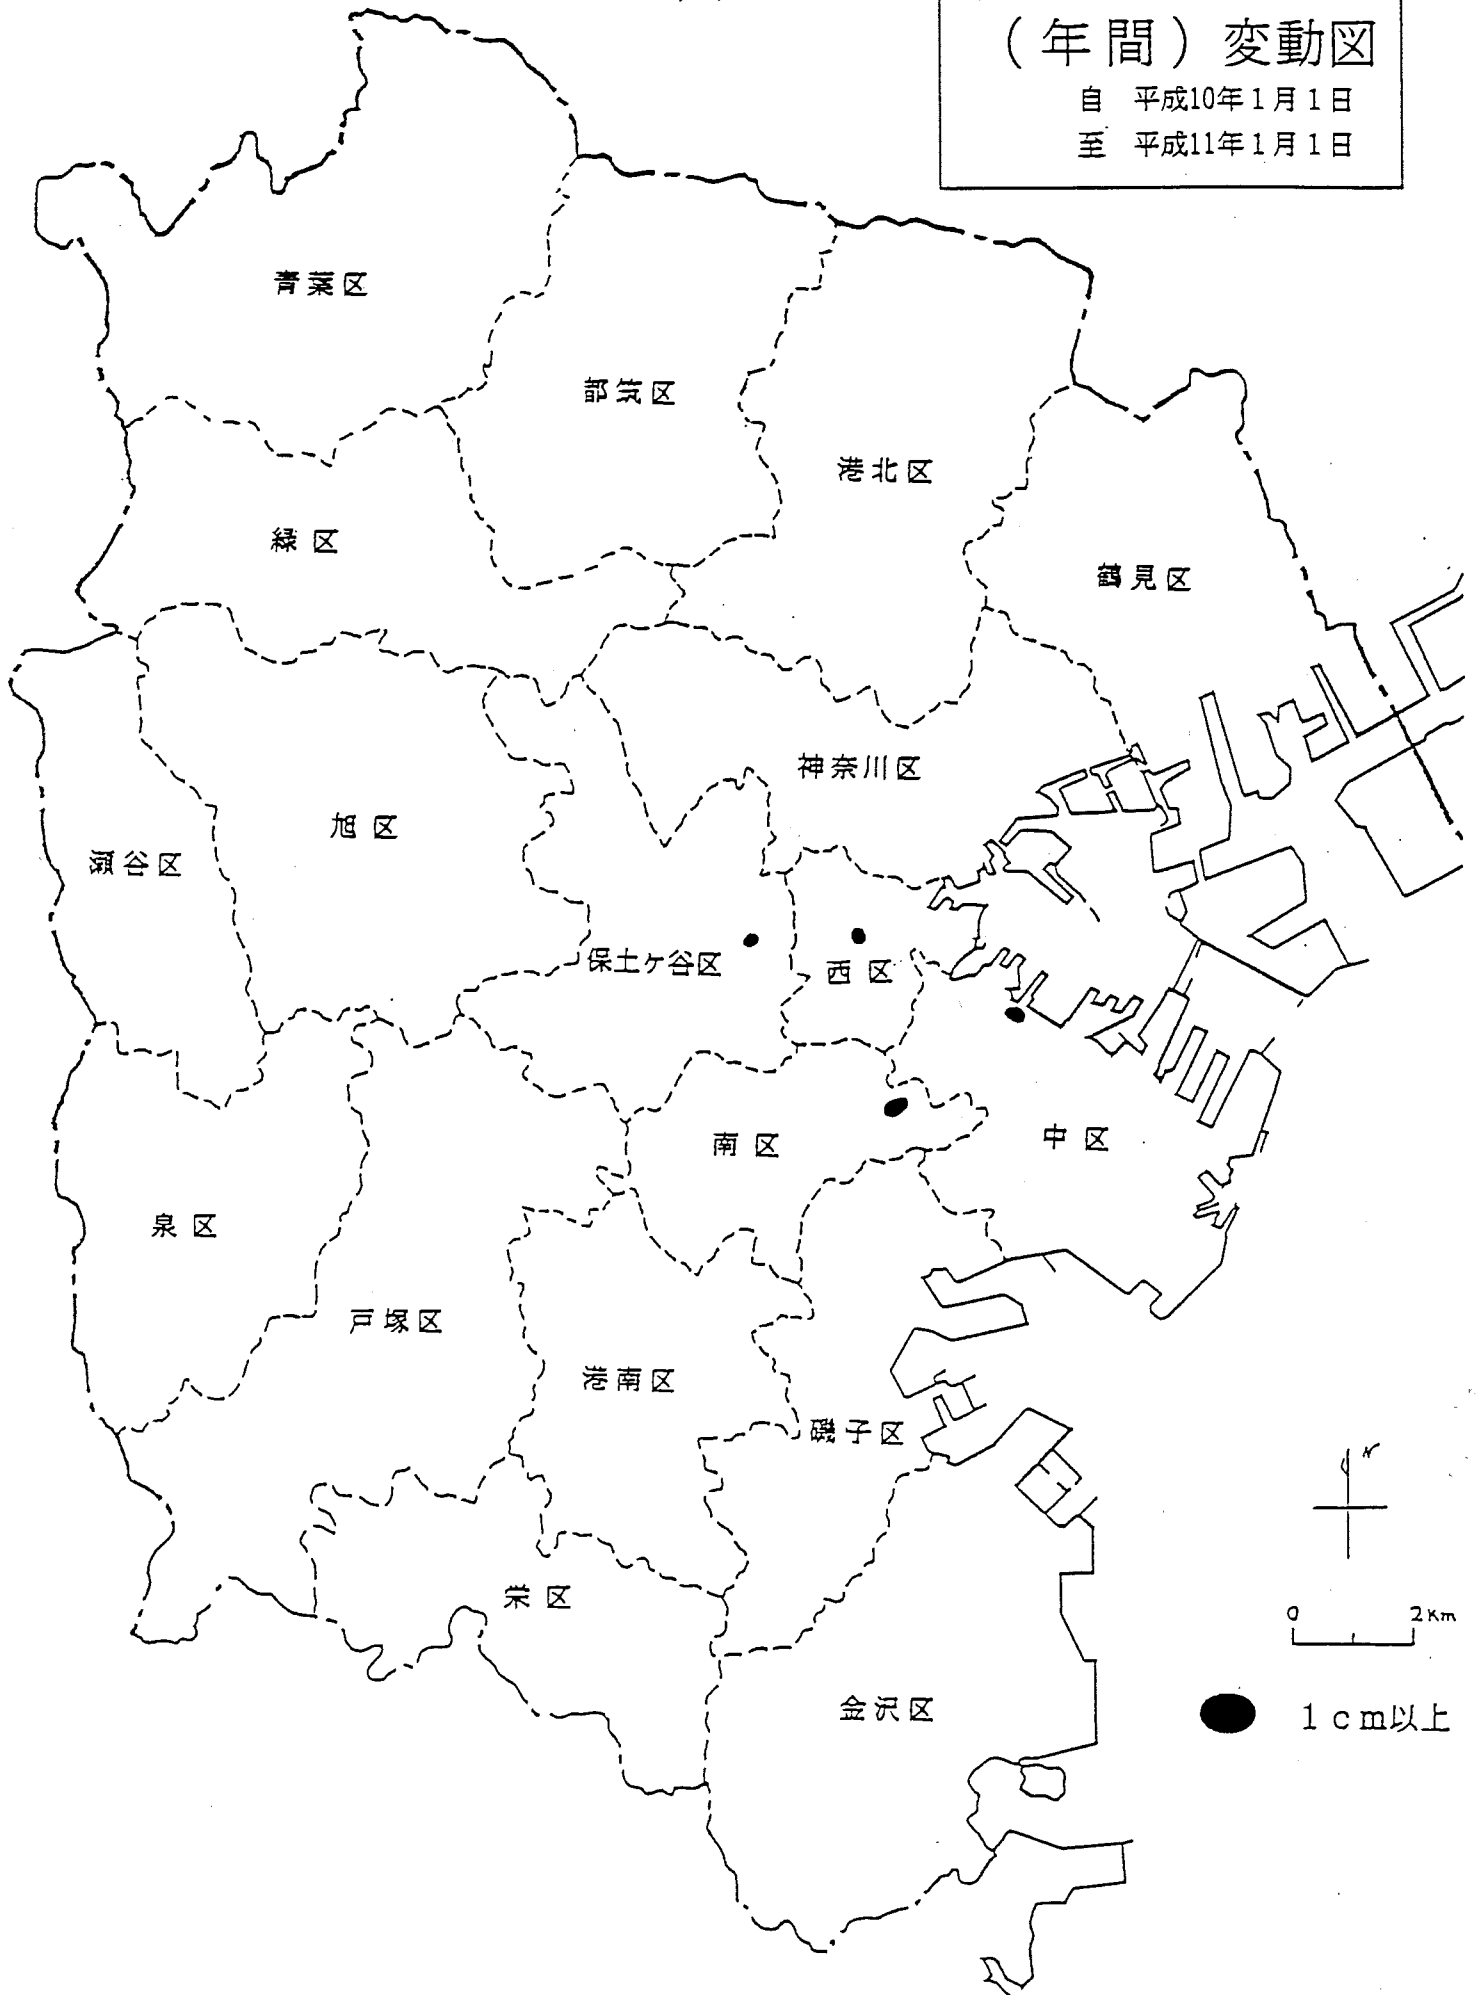 (年間)変動図
自 平成10年1月1日
至 平成11年1月1日
青葉区
都筑区
港北区
緑区
鶴見区
神奈川区
旭区
瀬谷区
保土ヶ谷区
西区
南区
中区
泉区
戸塚区
港南区
磯子区
N
栄区
0 2Km
金沢区
1cm以上